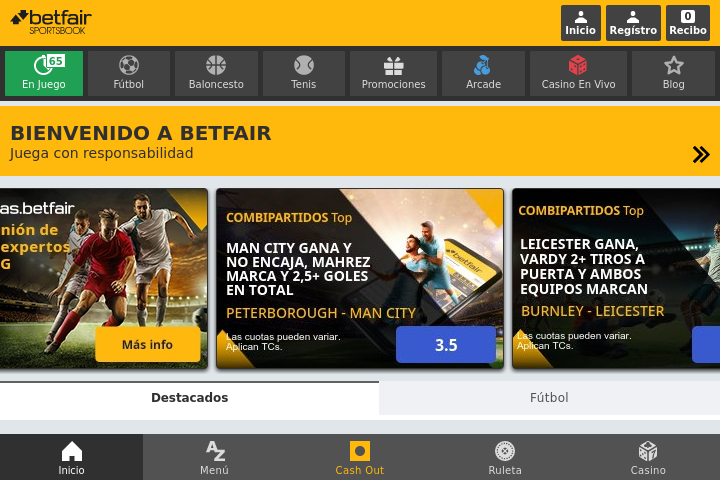 betfair
SPORTSBOOK
Inicio
Regístro
0
Recibo
65
En Juego
Fútbol
Baloncesto
Tenis
Promociones
Arcade
Casino En Vivo
Blog
BIENVENIDO A BETFAIR
Juega con responsabilidad
as.betfair
nión de
expertos
G
Más info
COMBIPARTIDOS Top
MAN CITY GANA Y
NO ENCAJA, MAHREZ
MARCA Y 2,5+ GOLES
EN TOTAL
PETERBOROUGH - MAN CITY
Las cuotas pueden variar.
Aplican TCs.
3.5
betfair
COMBIPARTIDOS Top
LEICESTER GANA,
VARDY 2+ TIROS A
PUERTA Y AMBOS
EQUIPOS MARCAN
BURNLEY - LEICESTER
Las cuotas pueden variar.
Aplican TCs.
Destacados
Fútbol
Inicio
AZ
Menú
Cash Out
Ruleta
Casino